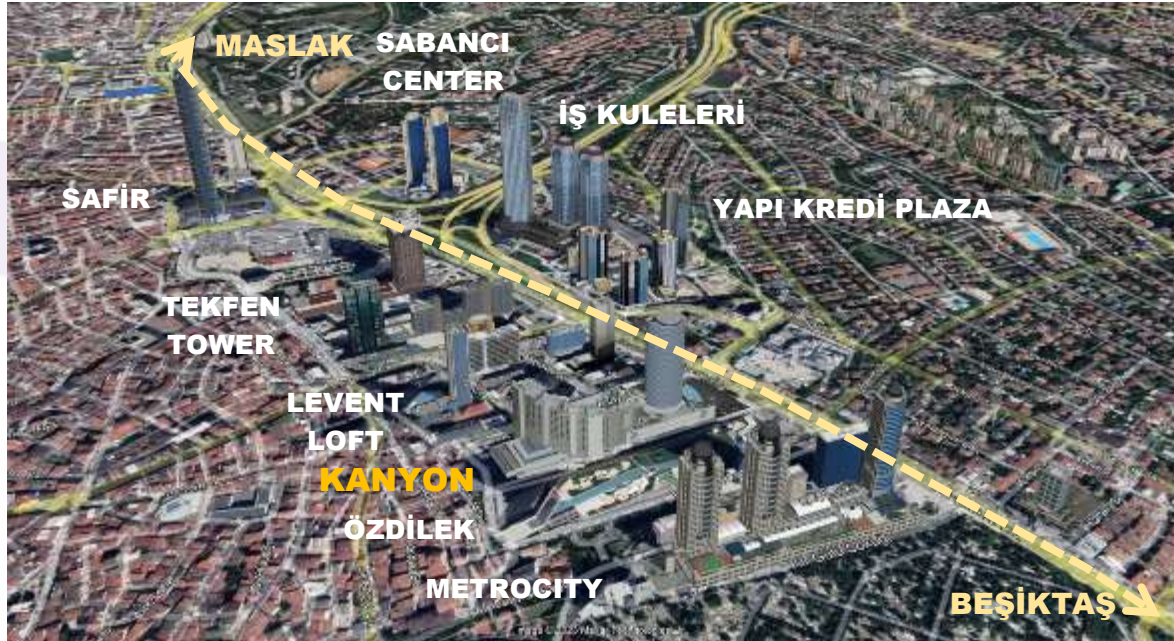 MASLAK
SABANCI
CENTER
İŞ KULELERİ
SAFİR
YAPI KREDİ PLAZA
TEKFEN
TOWER
LEVENT
LOFT
KANYON
ÖZDİLEK
METROCITY
BEŞİKTAŞ